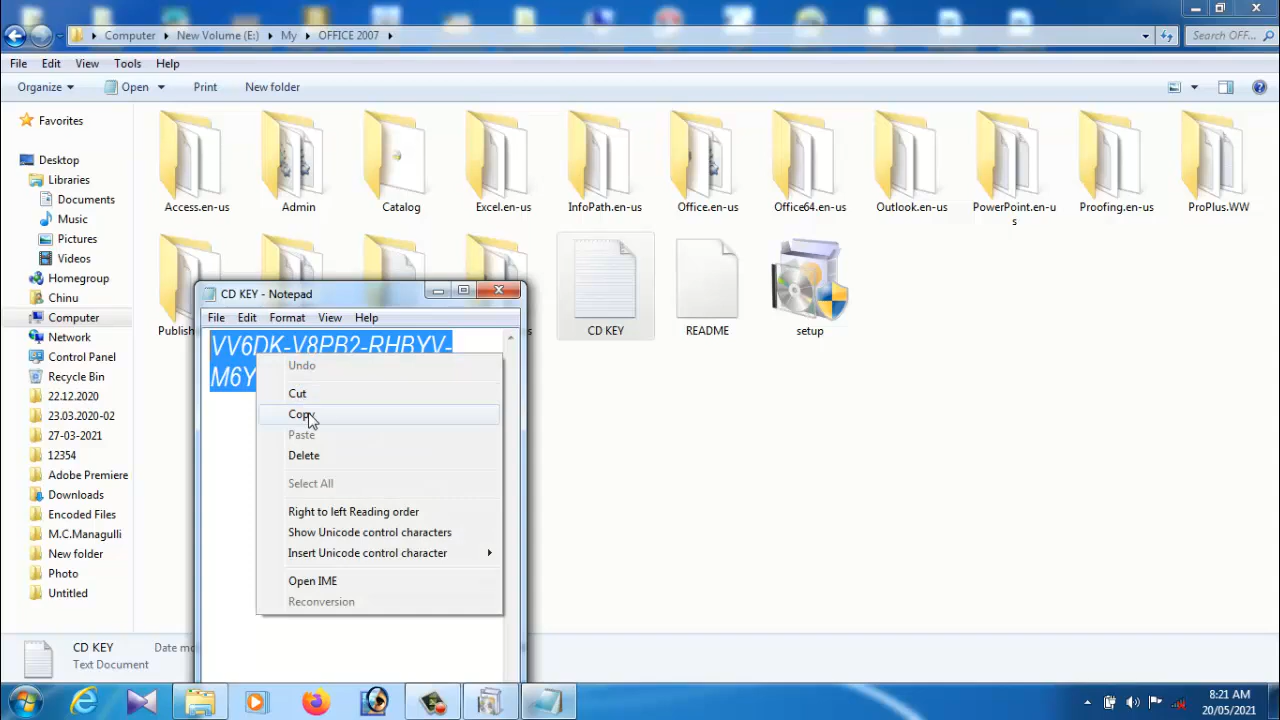 Computer
New Volume (E:)
My
OFFICE 2007
Search OFF...
File Edit View Tools Help
Organize Open Print New folder
Favorites
Desktop
Libraries
Documents
Music
Pictures
Videos
Homegroup
Chinu
Computer
Network
Control Panel
Recycle Bin
22.12.2020
23.03.2020-02
27-03-2021
12354
Adobe Premiere
Downloads
Encoded Files
M.C.Managulli
New folder
Photo
Untitled
Access.en-us
Admin
Catalog
Excel.en-us
InfoPath.en-us
Office.en-us
Office64.en-us
Outlook.en-us
PowerPoint.en-u
s
Proofing.en-us
ProPlus.WW
Publish
CD KEY
README
setup
CD KEY - Notepad
File Edit Format View Help
VV6DK-V8PB2-RHBYV-
M6Y
Undo
Cut
Copy
Paste
Delete
Select All
Right to left Reading order
Show Unicode control characters
Insert Unicode control character
Open IME
Reconversion
CD KEY Date mo
Text Document
8:21 AM
20/05/2021